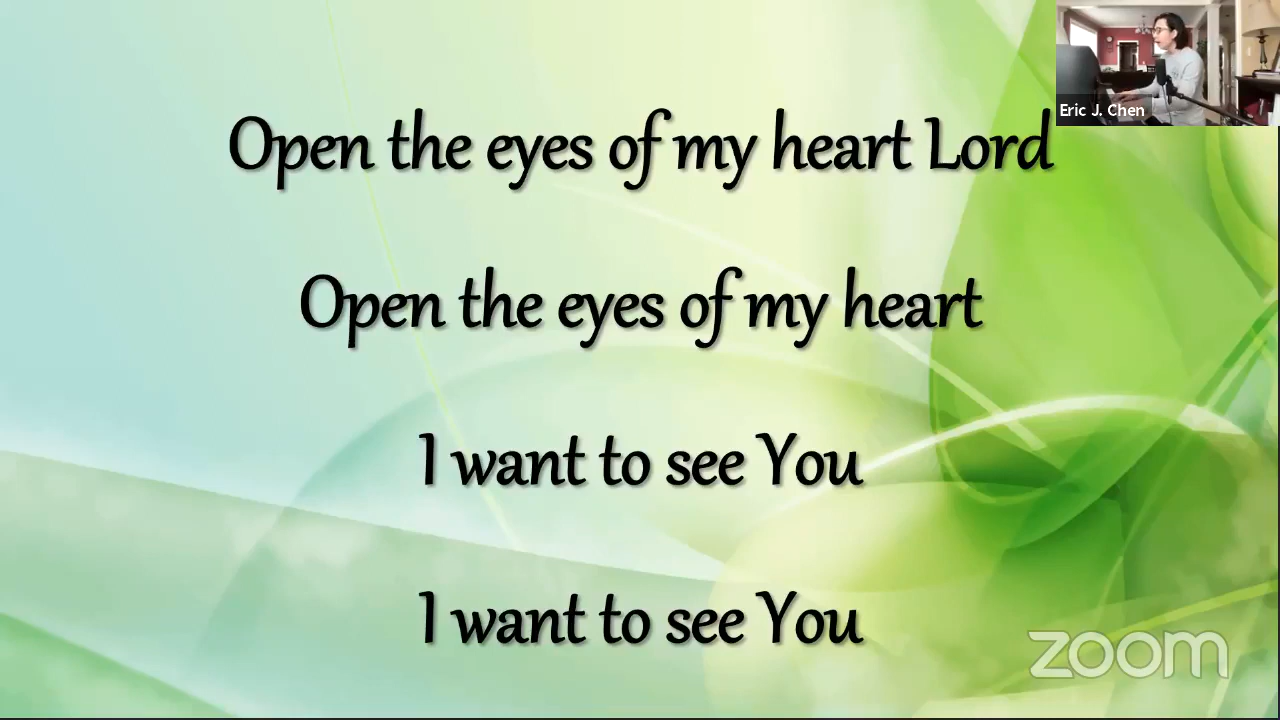 Eric J. Chen
Open the eyes of my heart Lord
Open the eyes of my heart
I want to see You
I want to see You
zoom